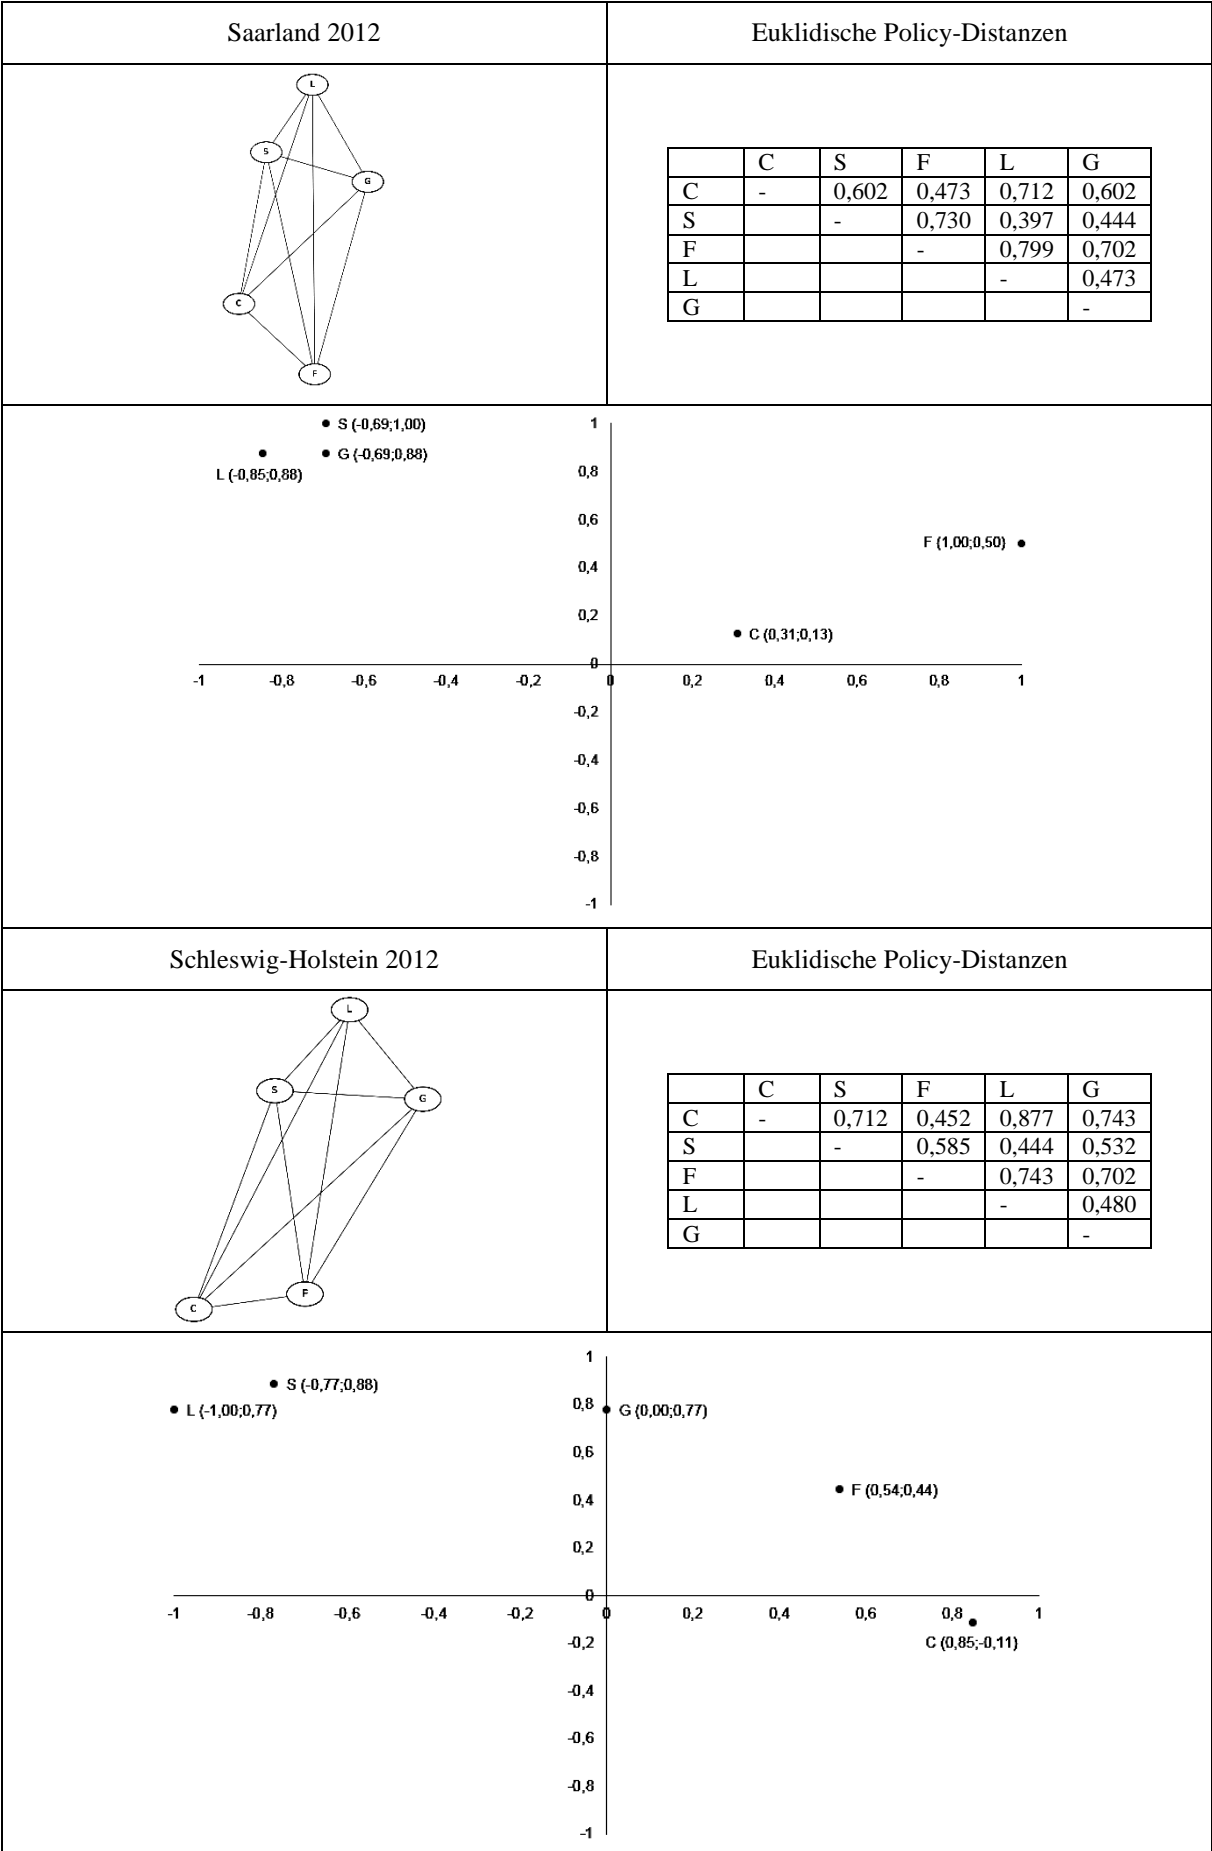 Saarland 2012
Euklidische Policy-Distanzen
L
S
G
C
F
C S F L G
C - 0,602 0,473 0,712 0,602
S - 0,730 0,397 0,444
F - 0,799 0,702
L - 0,473
G -
S (-0,69;1,00)
G (-0,69;0,88)
L (-0,85;0,88)
F (1,00;0,50)
C (0,31;0,13)
1
0,8
0,6
0,4
0,2
0
-0,2
-0,4
-0,6
-0,8
-1
-1 -0,8 -0,6 -0,4 -0,2 0 0,2 0,4 0,6 0,8 1
Schleswig-Holstein 2012
Euklidische Policy-Distanzen
L
S
G
C
F
C S F L G
C - 0,712 0,452 0,877 0,743
S - 0,585 0,444 0,532
F - 0,743 0,702
L - 0,480
G -
S (-0,77;0,88)
L (-1,00;0,77)
G (0,00;0,77)
F (0,54;0,44)
C (0,85;-0,11)
1
0,8
0,6
0,4
0,2
0
-0,2
-0,4
-0,6
-0,8
-1
-1 -0,8 -0,6 -0,4 -0,2 0 0,2 0,4 0,6 0,8 1